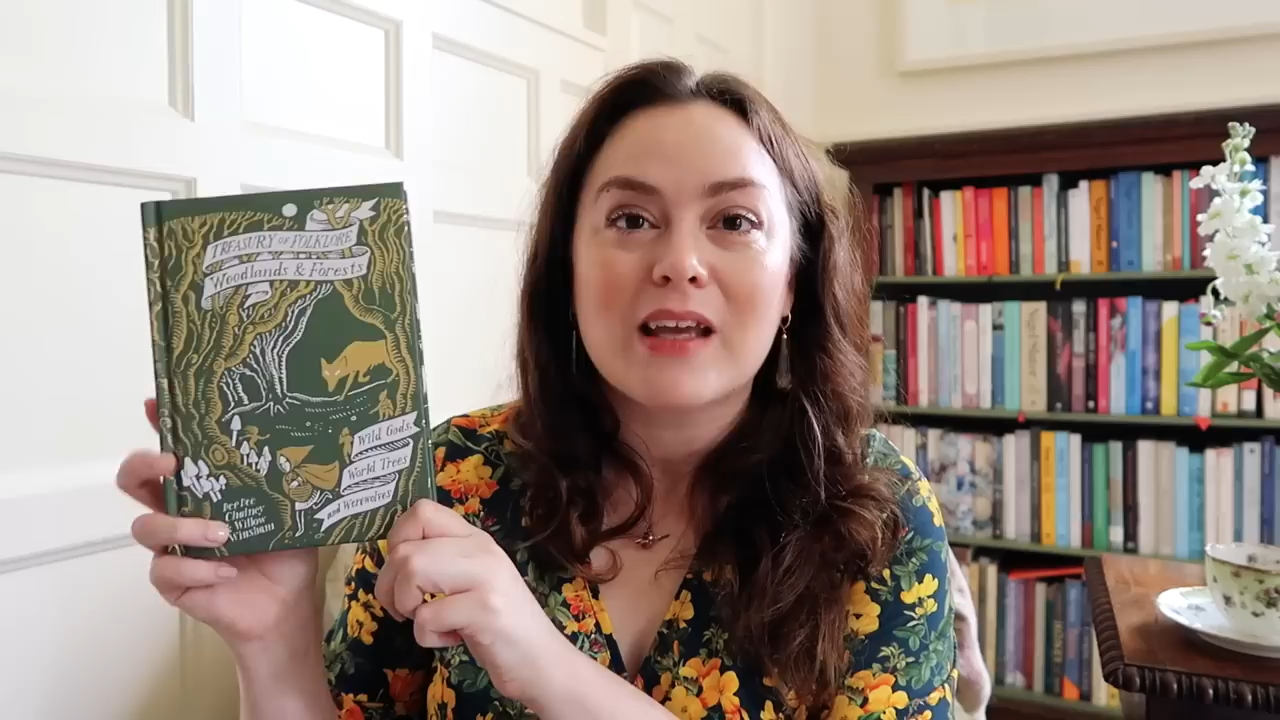 TREASURY OF FOLKLORE
Woodlands & Forests
Wild Gods,
World Trees
and Werewolves
Dee Dee
Chainey
& Willow
Winsham